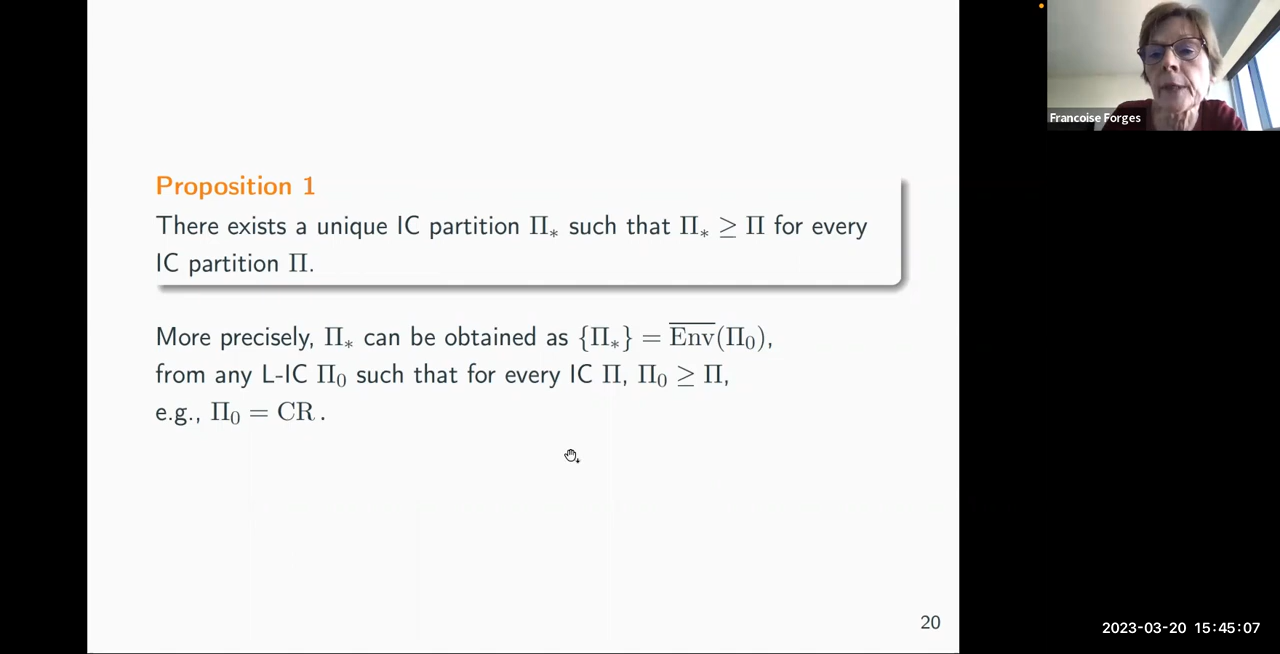 Proposition 1
There exists a unique IC partition Π∗ such that Π∗ ≥ Π for every
IC partition Π.
More precisely, Π∗ can be obtained as {Π∗} = \overline{Env}(Π₀),
from any L-IC Π₀ such that for every IC Π, Π₀ ≥ Π,
e.g., Π₀ = CR .
20
Francoise Forges
2023-03-20 15:45:07